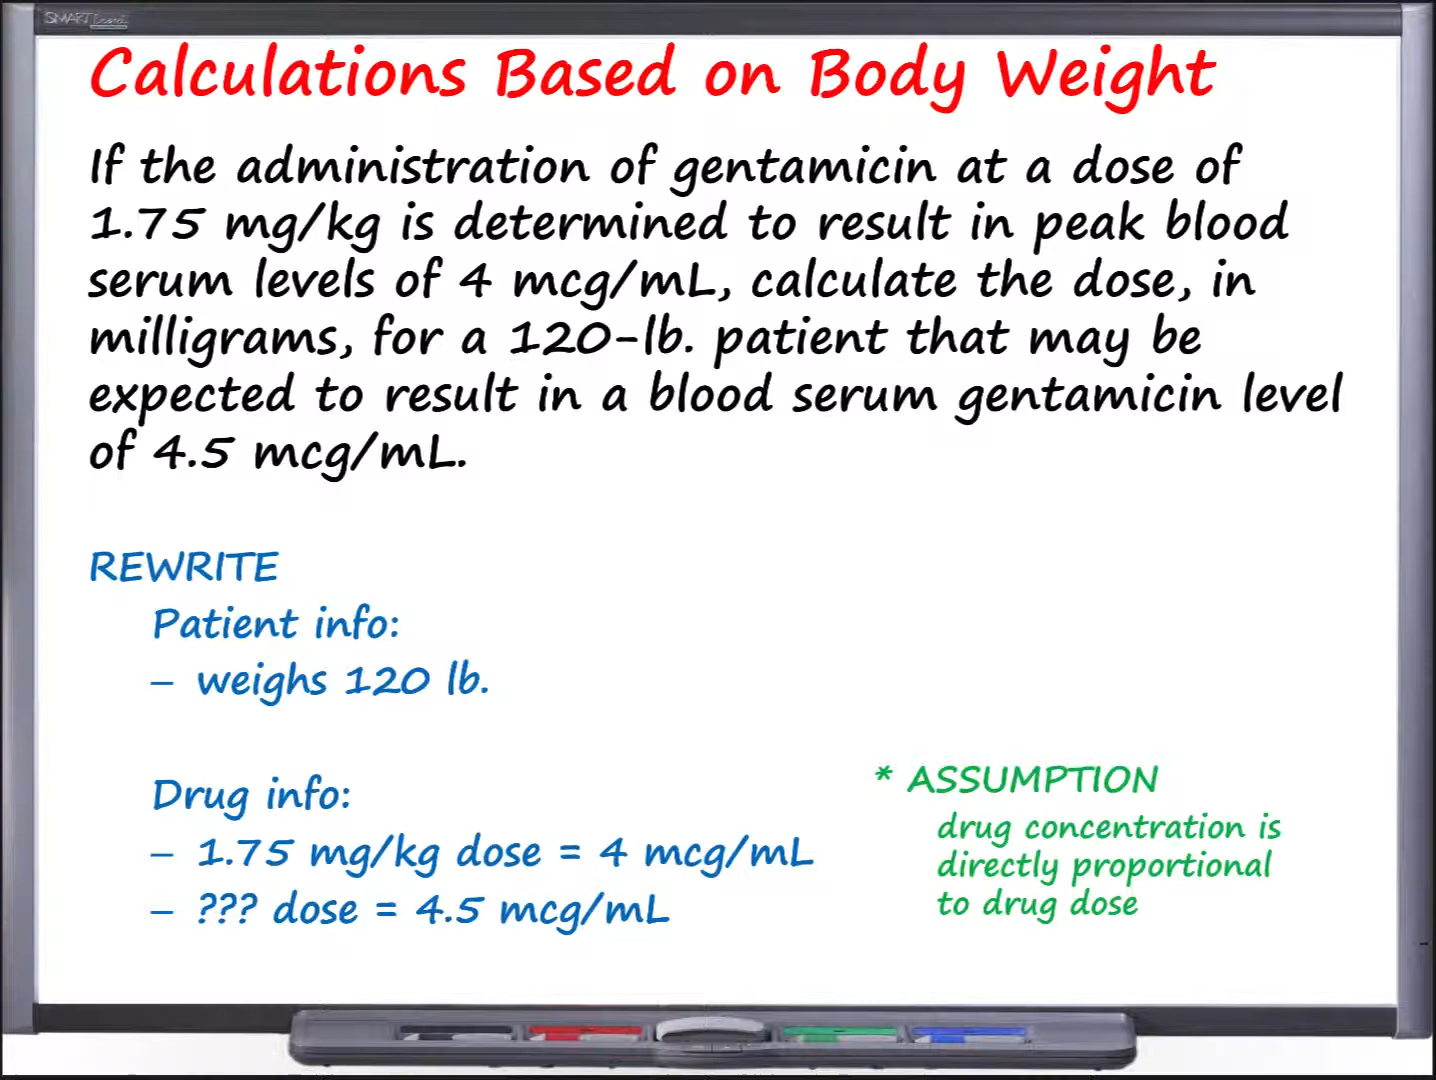 SMART Board
Calculations Based on Body Weight
If the administration of gentamicin at a dose of
1.75 mg/kg is determined to result in peak blood
serum levels of 4 mcg/mL, calculate the dose, in
milligrams, for a 120-lb. patient that may be
expected to result in a blood serum gentamicin level
of 4.5 mcg/mL.
REWRITE
Patient info:
– weighs 120 lb.
Drug info:
– 1.75 mg/kg dose = 4 mcg/mL
– ??? dose = 4.5 mcg/mL
* ASSUMPTION
drug concentration is
directly proportional
to drug dose